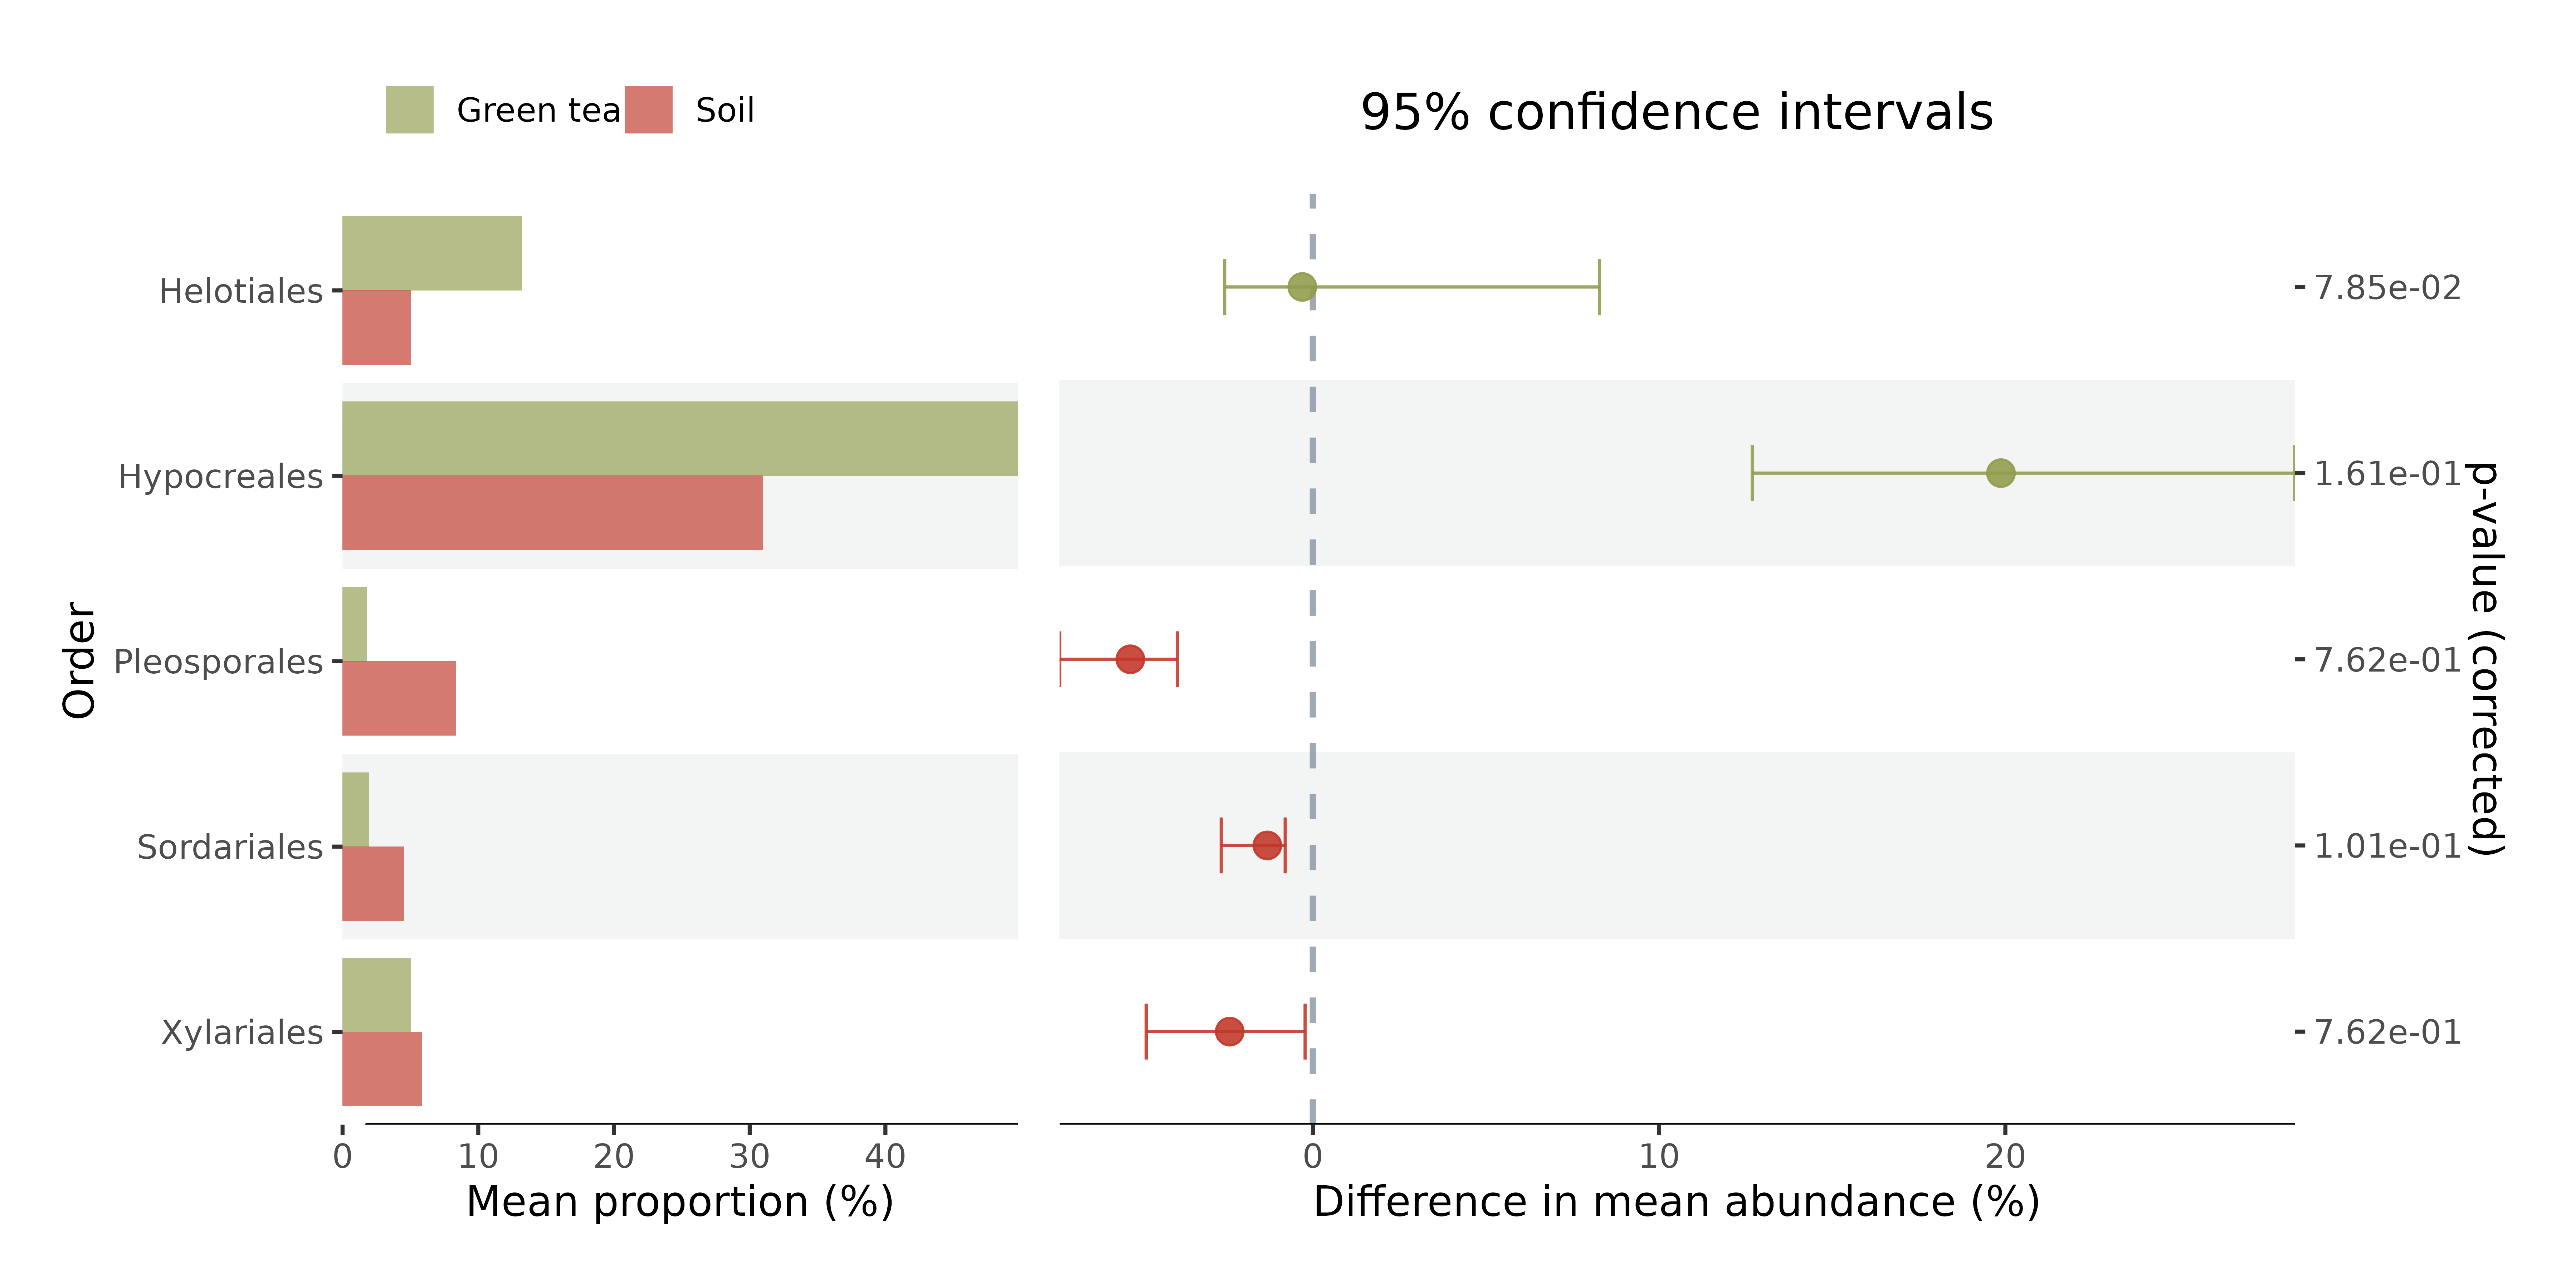 Green tea
Soil
95% confidence intervals
Order
Helotiales
Hypocreales
Pleosporales
Sordariales
Xylariales
0 10 20 30 40
Mean proportion (%)
0 10 20
Difference in mean abundance (%)
7.85e-02
1.61e-01
7.62e-01
1.01e-01
7.62e-01
p-value (corrected)